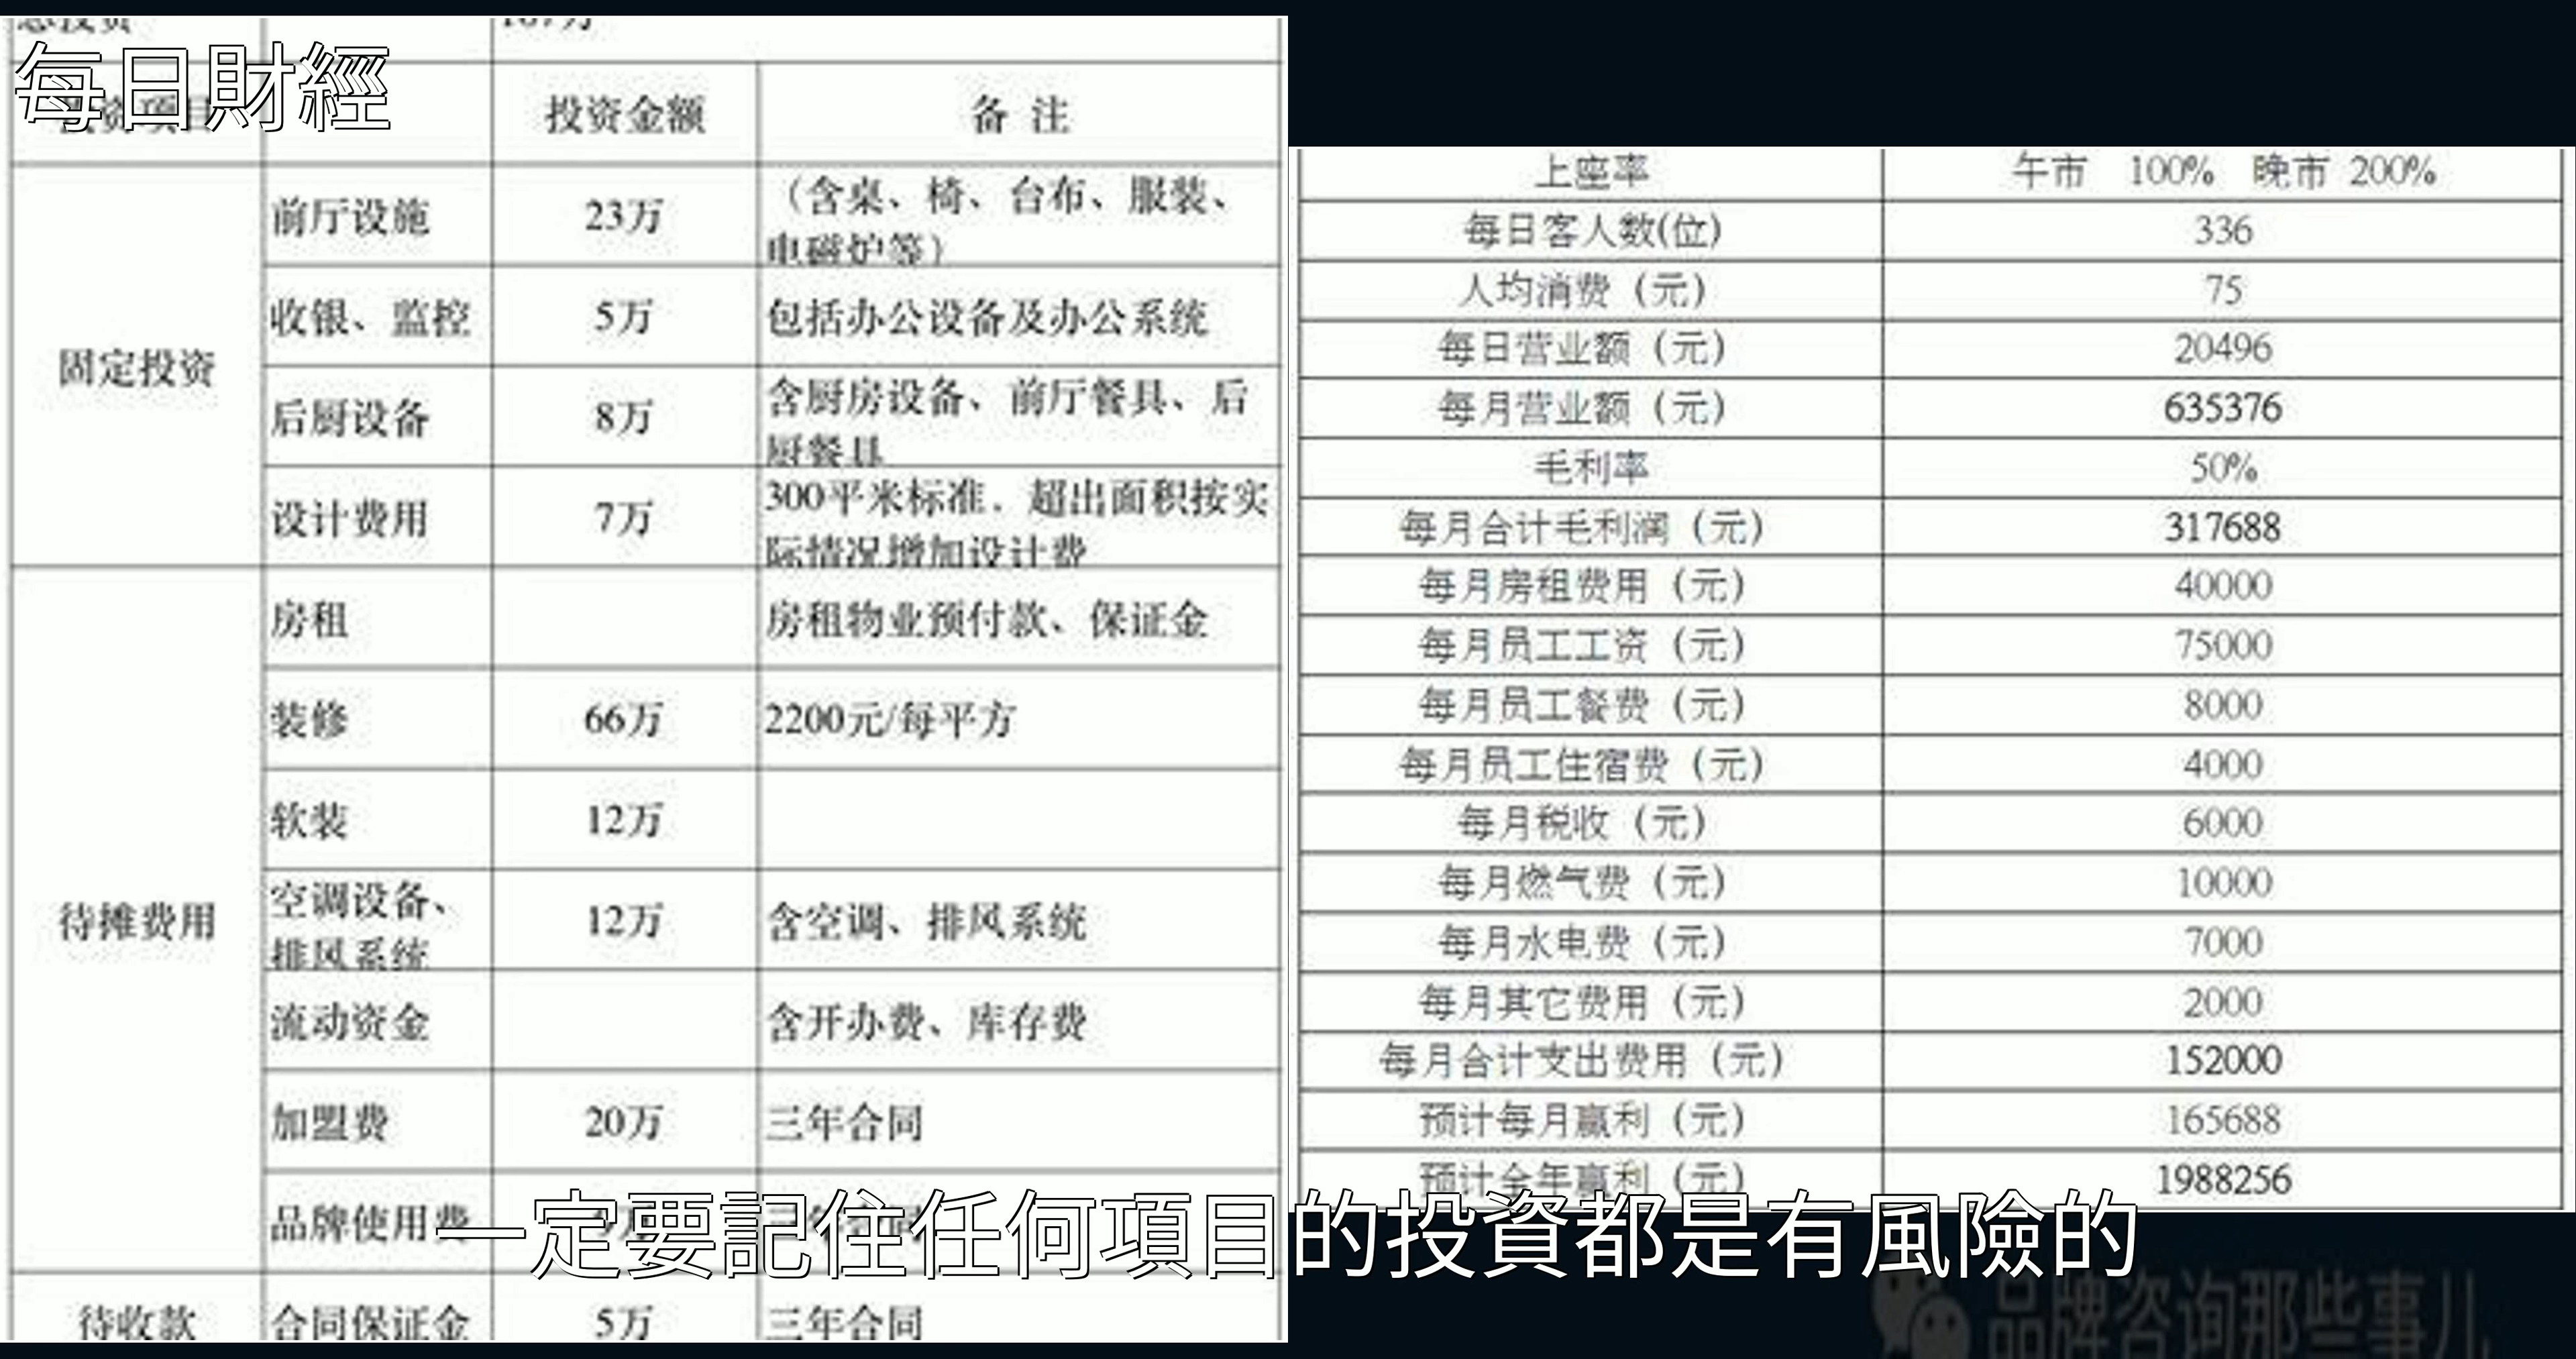 每日財經
投资金额 备 注
固定投资
前厅设施 23万 （含桌、椅、台布、服装、
电磁炉等）
收银、监控 5万 包括办公设备及办公系统
后厨设备 8万 含厨房设备、前厅餐具、后
厨餐具
设计费用 7万 300平米标准．超出面积按实
际情况增加设计费
待摊费用
房租 房租物业预付款、保证金
装修 66万 2200元/每平方
软装 12万
空调设备、
排风系统 12万 含空调、排风系统
流动资金 含开办费、库存费
加盟费 20万 三年合同
品牌使用费
待收款 合同保证金 5万 三年合同
上座率 午市 100% 晚市 200%
每日客人数(位) 336
人均消费（元） 75
每日营业额（元） 20496
每月营业额（元） 635376
毛利率 50%
每月合计毛利润（元） 317688
每月房租费用（元） 40000
每月员工工资（元） 75000
每月员工餐费（元） 8000
每月员工住宿费（元） 4000
每月税收（元） 6000
每月燃气费（元） 10000
每月水电费（元） 7000
每月其它费用（元） 2000
每月合计支出费用（元） 152000
预计每月赢利（元） 165688
预计全年赢利（元） 1988256
一定要記住任何項目的投資都是有風險的
品牌咨询那些事儿